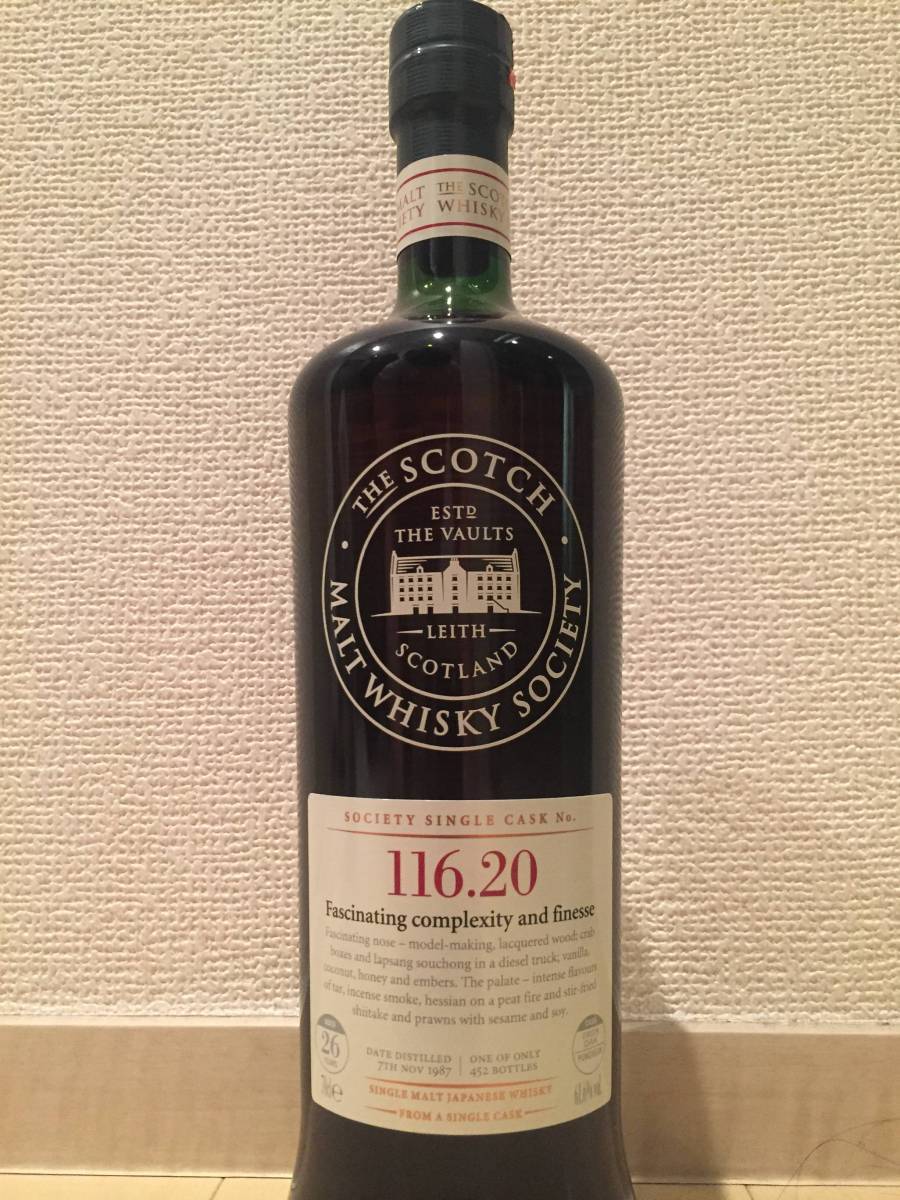 MALT THE SCOT
IETY WHISKY
THE SCOTCH
MALT WHISKY SOCIETY
ESTD
THE VAULTS
LEITH
SCOTLAND
SOCIETY SINGLE CASK No.
116.20
Fascinating complexity and finesse
Fascinating nose – model-making, lacquered wood; crab
boxes and lapsang souchong in a diesel truck; vanilla,
coconut, honey and embers. The palate – intense flavours
of tar, incense smoke, hessian on a peat fire and stir-fried
shiitake and prawns with sesame and soy.
26
YEARS
DATE DISTILLED
7TH NOV 1987
ONE OF ONLY
452 BOTTLES
70cl e
SINGLE MALT JAPANESE WHISKY
FROM A SINGLE CASK